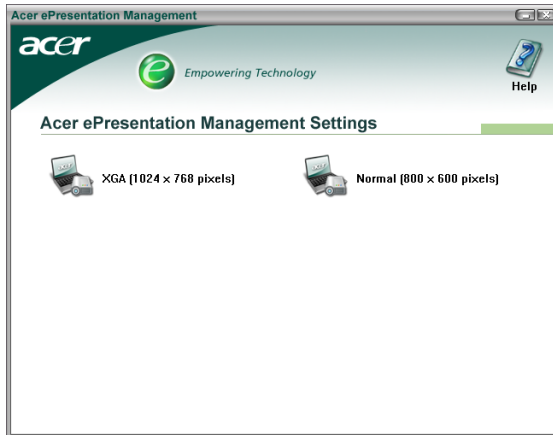 Acer ePresentation Management
acer
e Empowering Technology
? Help
Acer ePresentation Management Settings
XGA (1024 x 768 pixels)
Normal (800 x 600 pixels)